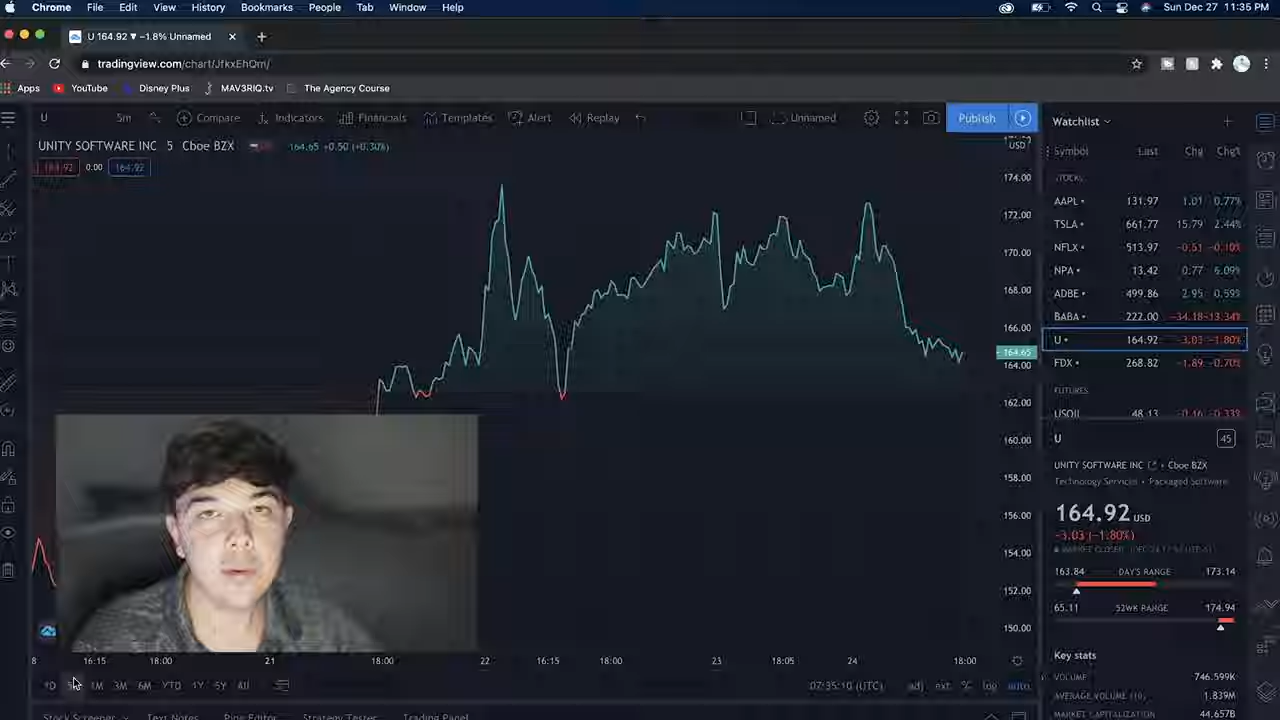 Chrome File Edit View History Bookmarks People Tab Window Help Sun Dec 27 11:35 PM
U 164.92 ▼ −1.8% Unnamed
tradingview.com/chart/JfkxEhQm/
Apps YouTube Disney Plus MAV3RIQ.tv The Agency Course
U 5m Compare Indicators Financials Templates Alert Replay Unnamed Publish
Watchlist
UNITY SOFTWARE INC 5 Cboe BZX 164.65 +0.50 (+0.30%)
USD
164.92 0.00 164.92
Symbol Last Chg Chg%
STOCKS
AAPL 131.97 1.01 0.77%
TSLA 661.77 15.79 2.44%
NFLX 513.97 −0.51 −0.10%
NPA 13.42 0.77 6.09%
ADBE 499.86 2.95 0.59%
BABA 222.00 −34.18 −13.34%
U 164.92 −3.03 −1.80%
FDX 268.82 −1.89 −0.70%
FUTURES
USOIL 48.13 −0.16 −0.33%
174.00
172.00
170.00
168.00
166.00
164.65
164.00
162.00
160.00
158.00
156.00
154.00
152.00
150.00
U 45
UNITY SOFTWARE INC Cboe BZX
Technology Services • Packaged Software
164.92 USD
−3.03 (−1.80%)
163.84 DAY'S RANGE 173.14
65.11 52WK RANGE 174.94
Key stats
VOLUME 746.599K
AVERAGE VOLUME (10) 1.839M
MARKET CAPITALIZATION 44.657B
8 16:15 18:00 21 18:00 22 16:15 18:00 23 18:05 24 18:00
1D 1M 3M 6M YTD 1Y 5Y All 07:35:10 (UTC) adj ext % log auto
Stock Screener Text Notes Pine Editor Strategy Tester Trading Panel